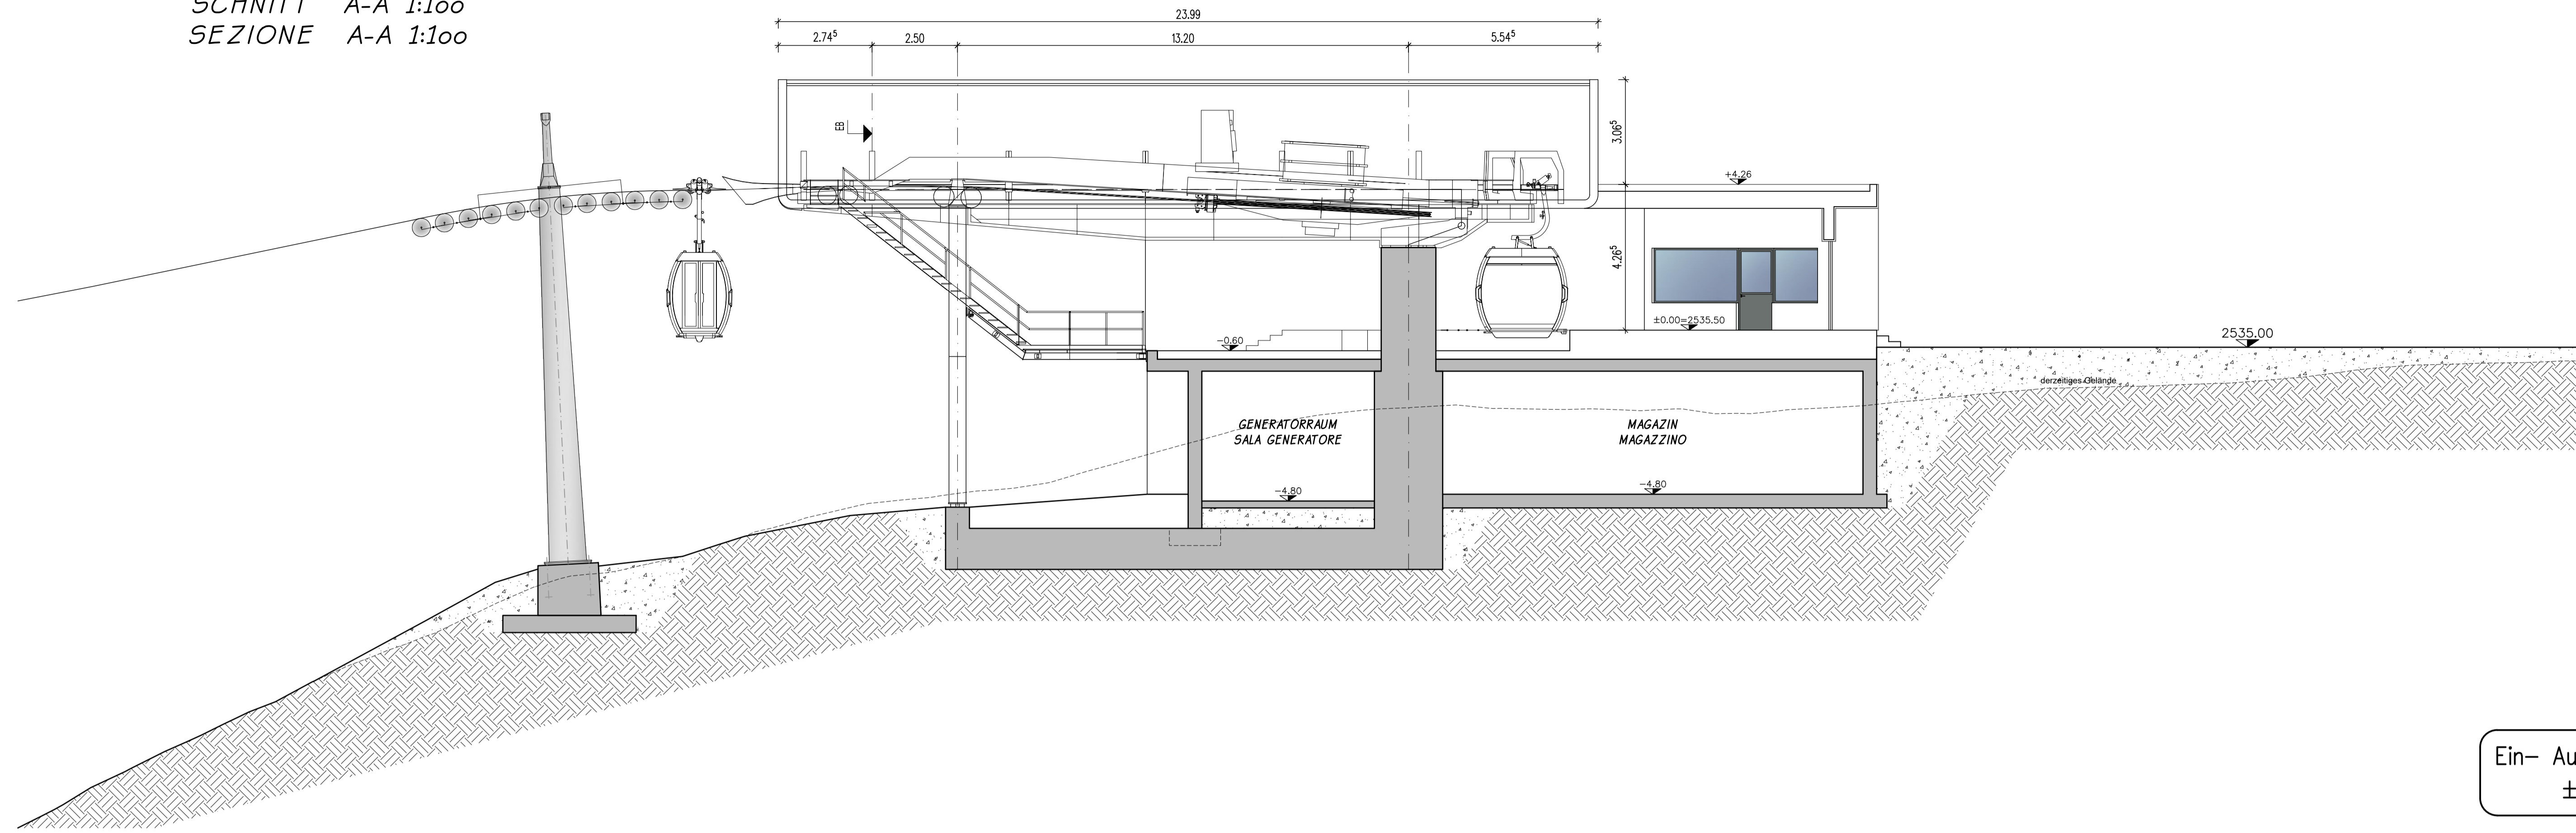 SCHNITT A-A 1:100
SEZIONE A-A 1:100
23.99
2.74⁵ 2.50 13.20 5.54⁵
EB
3.06⁵
+4.26
4.26⁵
±0.00=2535.50
-0.60
2535.00
derzeitiges Gelände
GENERATORRAUM
SALA GENERATORE
MAGAZIN
MAGAZZINO
-4.80
-4.80
Ein- Au
±